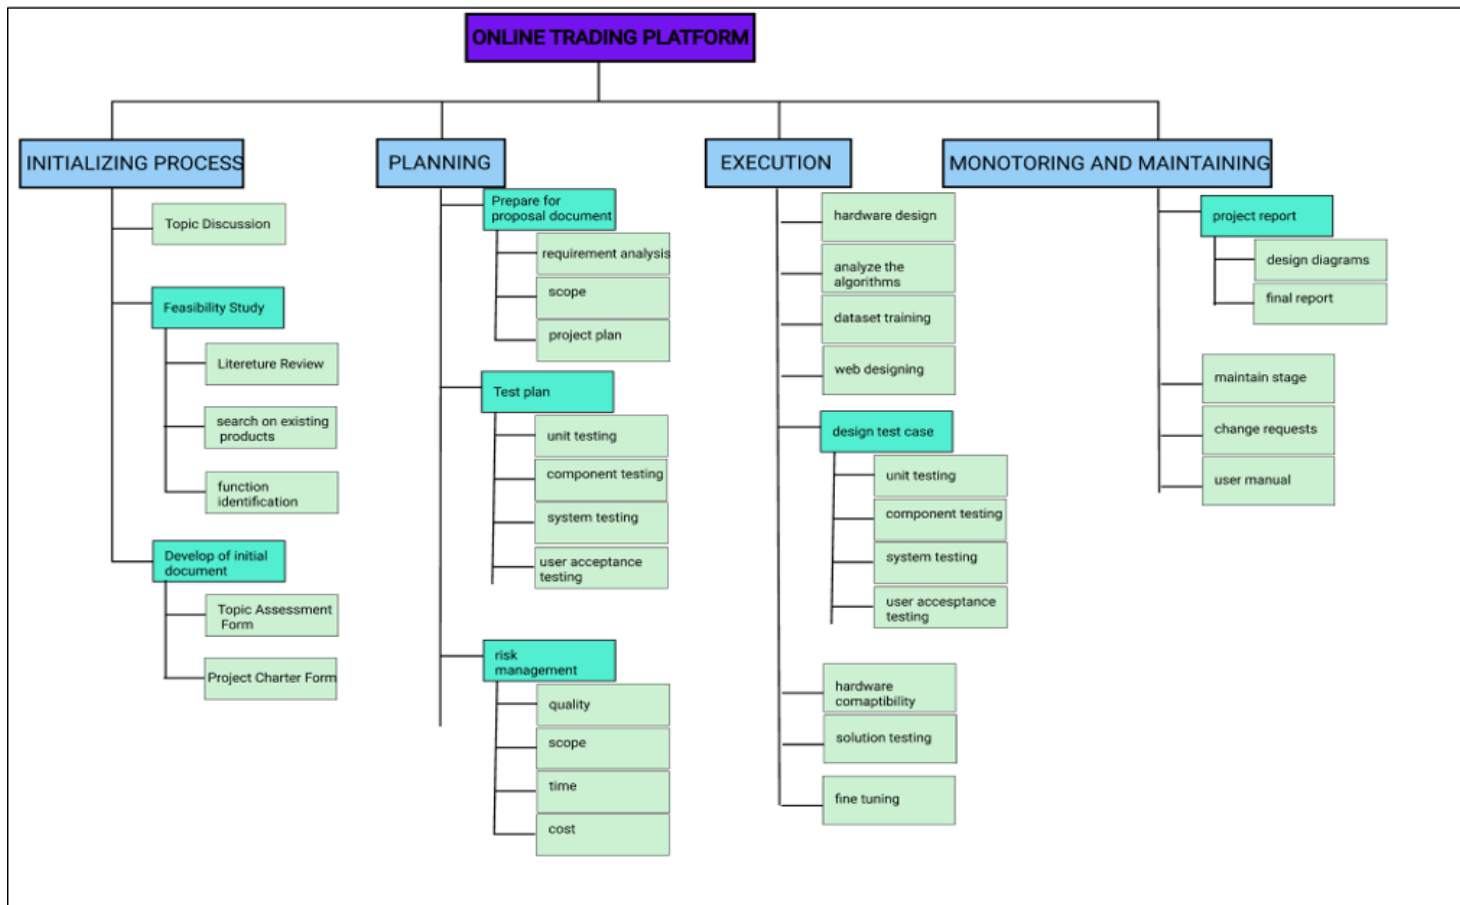 ONLINE TRADING PLATFORM
INITIALIZING PROCESS
Topic Discussion
Feasibility Study
Litereture Review
search on existing
products
function
identification
Develop of initial
document
Topic Assessment
Form
Project Charter Form
PLANNING
Prepare for
proposal document
requirement analysis
scope
project plan
Test plan
unit testing
component testing
system testing
user acceptance
testing
risk
management
quality
scope
time
cost
EXECUTION
hardware design
analyze the
algorithms
dataset training
web designing
design test case
unit testing
component testing
system testing
user accesptance
testing
hardware
comaptibility
solution testing
fine tuning
MONOTORING AND MAINTAINING
project report
design diagrams
final report
maintain stage
change requests
user manual